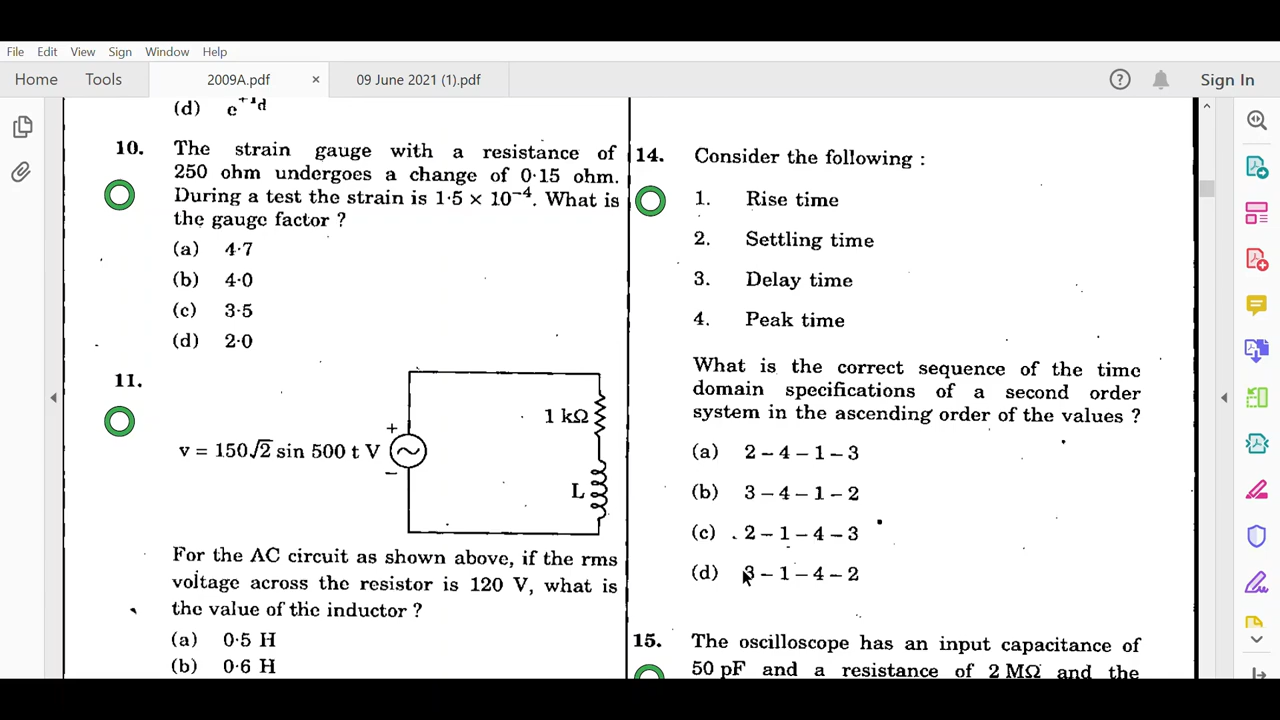 File Edit View Sign Window Help
Home Tools 2009A.pdf × 09 June 2021 (1).pdf ? Sign In
(d)
10. The strain gauge with a resistance of
250 ohm undergoes a change of 0·15 ohm.
During a test the strain is 1·5 × 10⁻⁴. What is
the gauge factor ?
(a) 4·7
(b) 4·0
(c) 3·5
(d) 2·0
11.
1 kΩ
+
v = 150√2 sin 500 t V
−
L
For the AC circuit as shown above, if the rms
voltage across the resistor is 120 V, what is
the value of the inductor ?
(a) 0·5 H
(b) 0·6 H
14. Consider the following :
1. Rise time
2. Settling time
3. Delay time
4. Peak time
What is the correct sequence of the time
domain specifications of a second order
system in the ascending order of the values ?
(a) 2 – 4 – 1 – 3
(b) 3 – 4 – 1 – 2
(c) 2 – 1 – 4 – 3
(d) 3 – 1 – 4 – 2
15. The oscilloscope has an input capacitance of
50 pF and a resistance of 2 MΩ and the